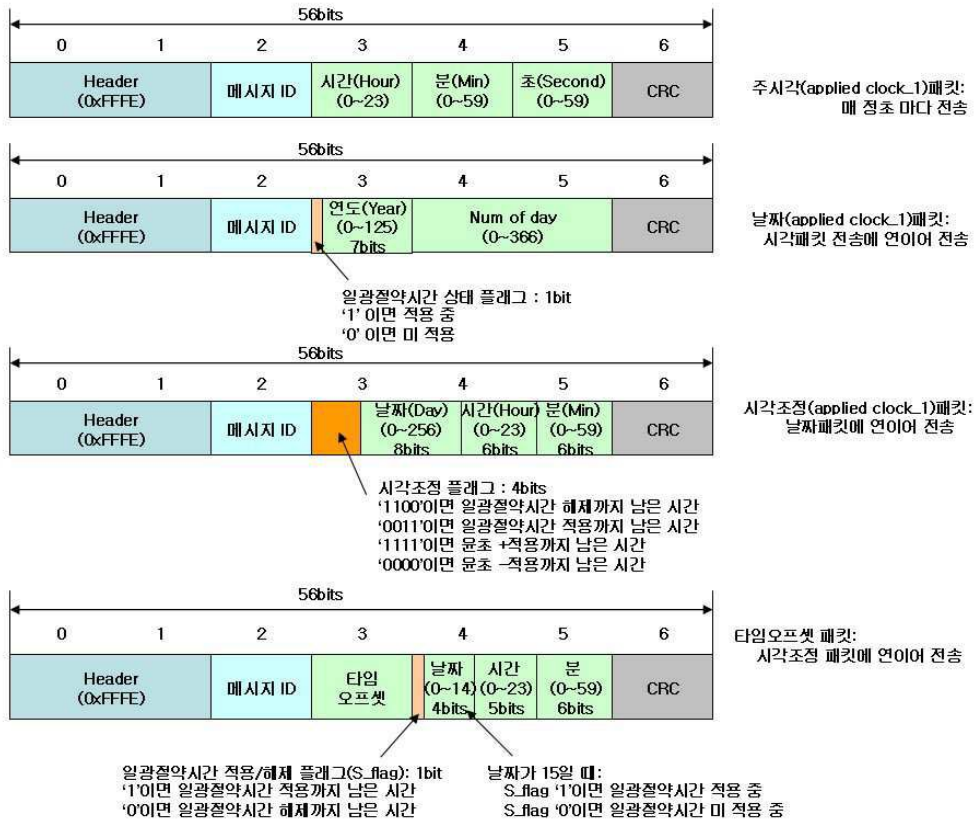 56bits
0 1 2 3 4 5 6
Header
(0xFFFE)
메시지 ID
시간(Hour)
(0~23)
분(Min)
(0~59)
초(Second)
(0~59)
CRC
주시각(applied clock_1)패킷:
매 정초 마다 전송
56bits
0 1 2 3 4 5 6
Header
(0xFFFE)
메시지 ID
연도(Year)
(0~125)
7bits
Num of day
(0~366)
CRC
날짜(applied clock_1)패킷:
시각패킷 전송에 연이어 전송
일광절약시간 상태 플래그 : 1bit
‘1’ 이면 적용 중
‘0’ 이면 미 적용
56bits
0 1 2 3 4 5 6
Header
(0xFFFE)
메시지 ID
날짜(Day)
(0~256)
8bits
시간(Hour)
(0~23)
6bits
분(Min)
(0~59)
6bits
CRC
시각조정(applied clock_1)패킷:
날짜패킷에 연이어 전송
시각조정 플래그 : 4bits
‘1100’이면 일광절약시간 해제까지 남은 시간
‘0011’이면 일광절약시간 적용까지 남은 시간
‘1111’이면 윤초 +적용까지 남은 시간
‘0000’이면 윤초 -적용까지 남은 시간
56bits
0 1 2 3 4 5 6
Header
(0xFFFE)
메시지 ID
타임
오프셋
날짜
(0~14)
4bits
시간
(0~23)
5bits
분
(0~59)
6bits
CRC
타임오프셋 패킷:
시각조정 패킷에 연이어 전송
일광절약시간 적용/해제 플래그(S_flag): 1bit
‘1’이면 일광절약시간 적용까지 남은 시간
‘0’이면 일광절약시간 해제까지 남은 시간
날짜가 15일 때:
S_flag ‘1’이면 일광절약시간 적용 중
S_flag ‘0’이면 일광절약시간 미 적용 중